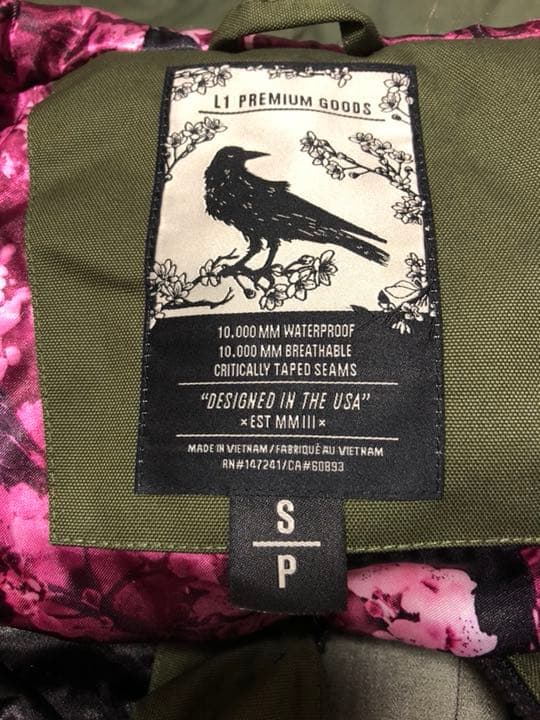 L1 PREMIUM GOODS
10.000 MM WATERPROOF
10.000 MM BREATHABLE
CRITICALLY TAPED SEAMS
"DESIGNED IN THE USA"
×EST MMIII×
MADE IN VIETNAM/FABRIQUÉ AU VIETNAM
RN#147241/CA#60893
S
P